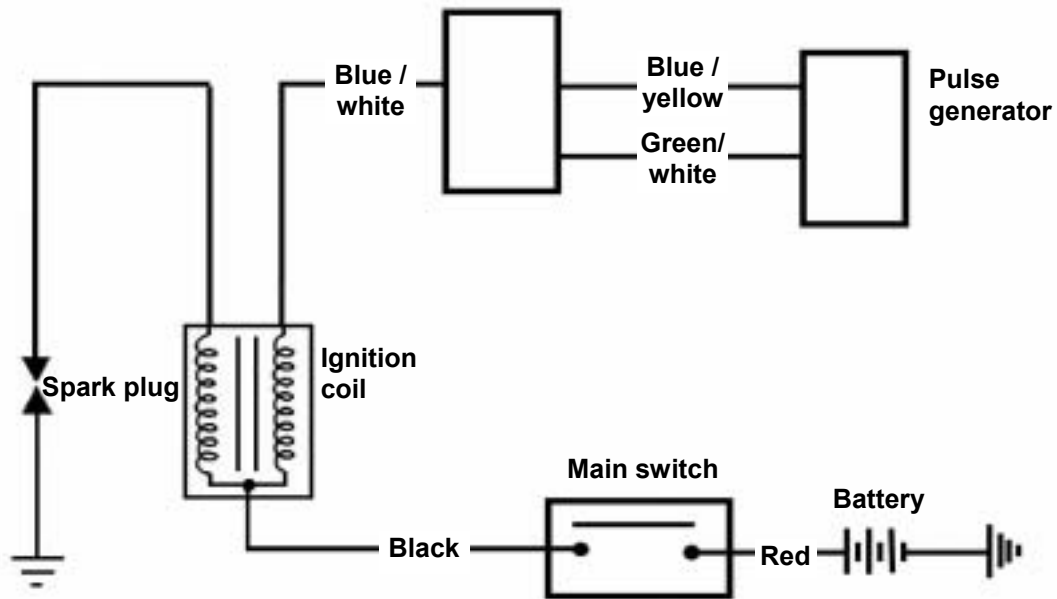 Blue /
white
Blue /
yellow
Green/
white
Pulse
generator
Spark plug
Ignition
coil
Main switch
Battery
Black
Red